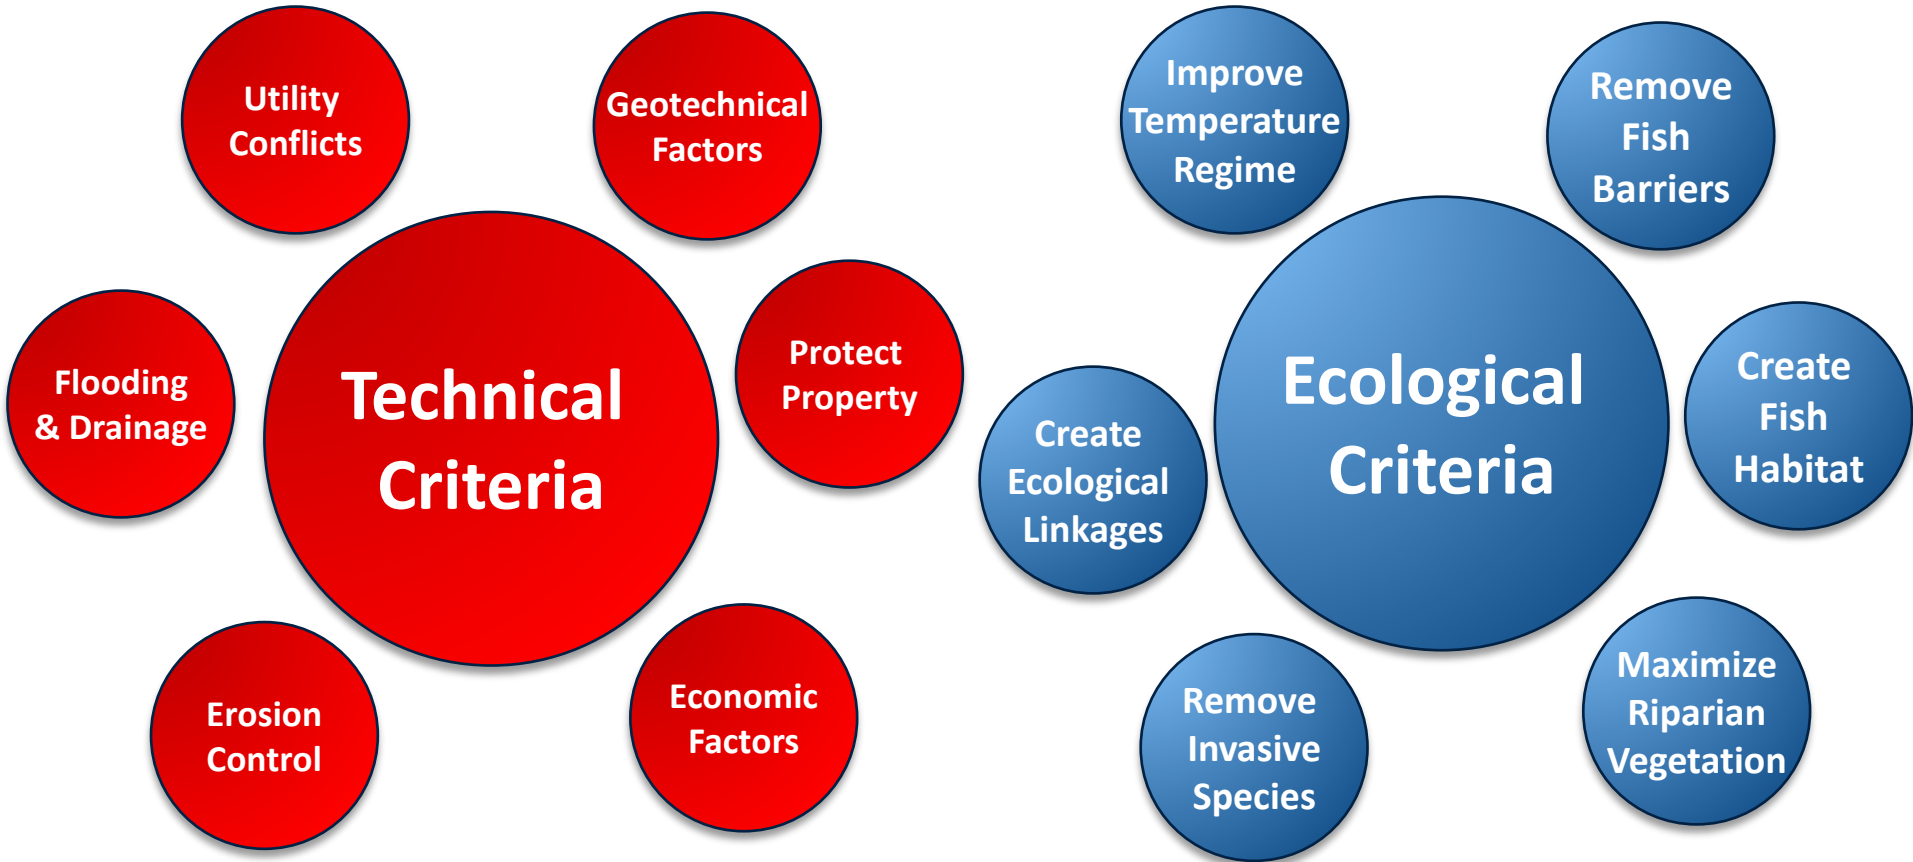 Utility
Conflicts
Geotechnical
Factors
Flooding
& Drainage
Technical
Criteria
Protect
Property
Erosion
Control
Economic
Factors
Improve
Temperature
Regime
Remove
Fish
Barriers
Create
Ecological
Linkages
Ecological
Criteria
Create
Fish
Habitat
Remove
Invasive
Species
Maximize
Riparian
Vegetation